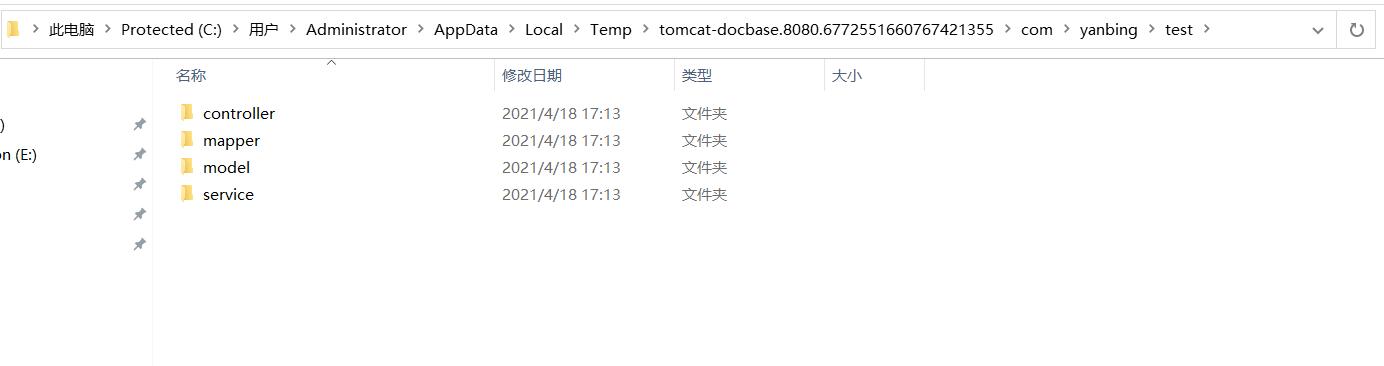 此电脑 > Protected (C:) > 用户 > Administrator > AppData > Local > Temp > tomcat-docbase.8080.6772551660767421355 > com > yanbing > test >
名称 修改日期 类型 大小
controller 2021/4/18 17:13 文件夹
)
mapper 2021/4/18 17:13 文件夹
on (E:)
model 2021/4/18 17:13 文件夹
service 2021/4/18 17:13 文件夹